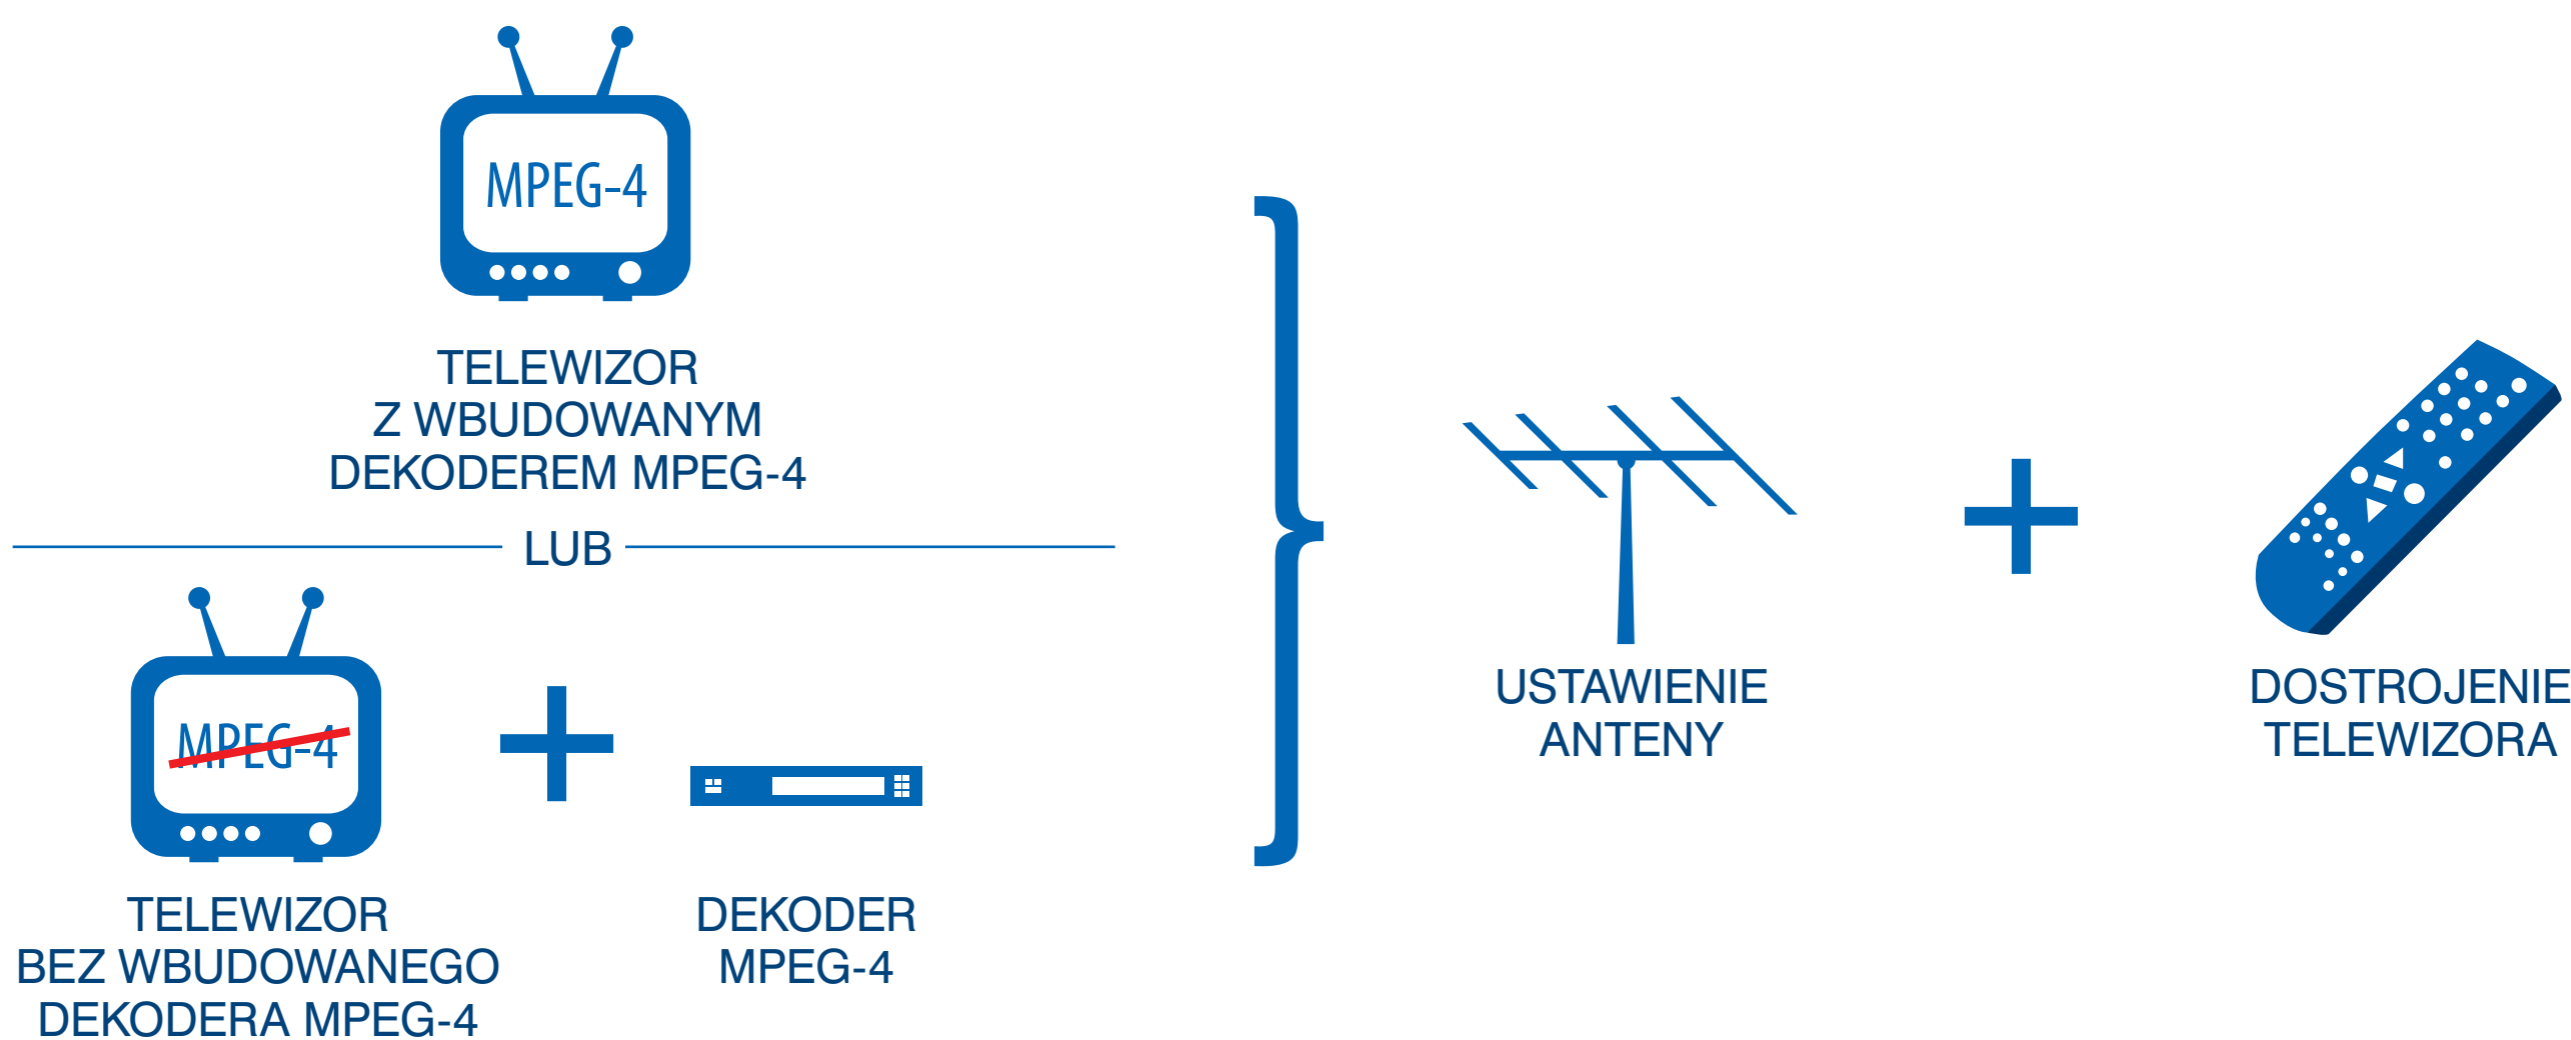 MPEG-4
TELEWIZOR
Z WBUDOWANYM
DEKODEREM MPEG-4
LUB
MPEG-4
TELEWIZOR
BEZ WBUDOWANEGO
DEKODERA MPEG-4
DEKODER
MPEG-4
USTAWIENIE
ANTENY
DOSTROJENIE
TELEWIZORA